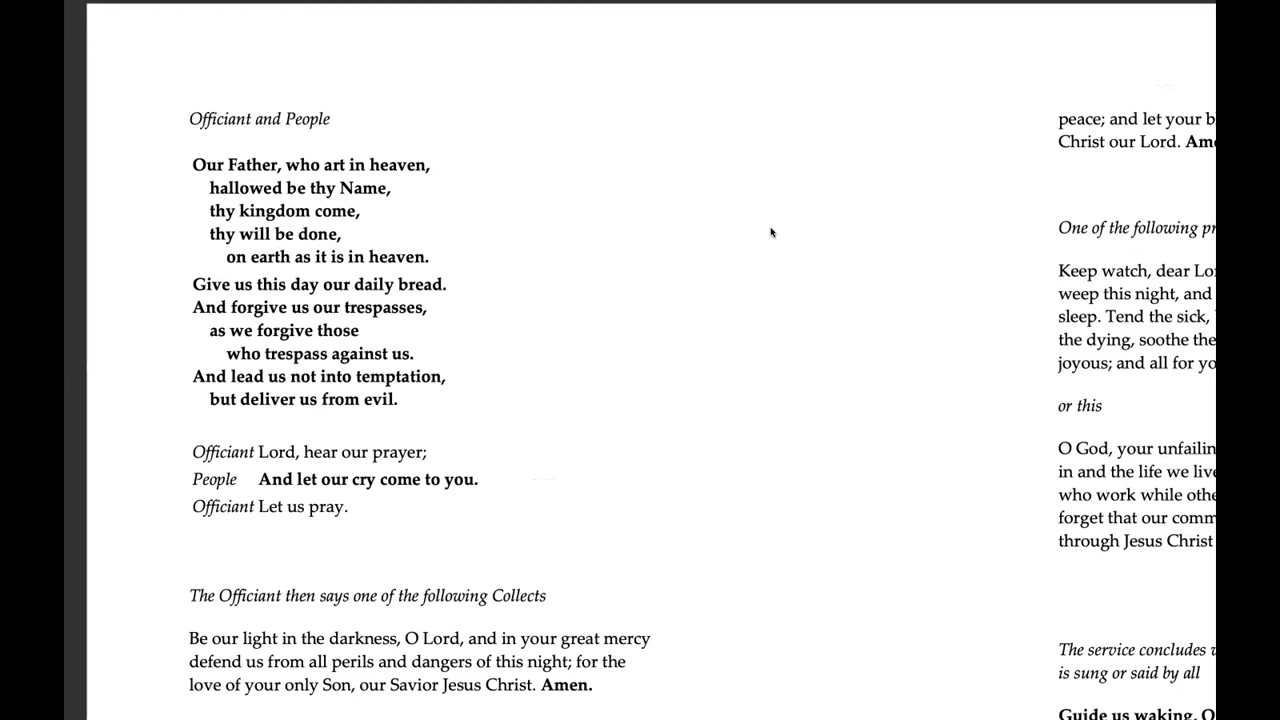 Officiant and People
Our Father, who art in heaven,
hallowed be thy Name,
thy kingdom come,
thy will be done,
on earth as it is in heaven.
Give us this day our daily bread.
And forgive us our trespasses,
as we forgive those
who trespass against us.
And lead us not into temptation,
but deliver us from evil.
Officiant Lord, hear our prayer;
People And let our cry come to you.
Officiant Let us pray.
The Officiant then says one of the following Collects
Be our light in the darkness, O Lord, and in your great mercy
defend us from all perils and dangers of this night; for the
love of your only Son, our Savior Jesus Christ. Amen.
peace; and let your b
Christ our Lord. Am
One of the following pr
Keep watch, dear Lo
weep this night, and
sleep. Tend the sick,
the dying, soothe the
joyous; and all for yo
or this
O God, your unfailin
in and the life we live
who work while othe
forget that our comm
through Jesus Christ
The service concludes
is sung or said by all
Guide us waking, O